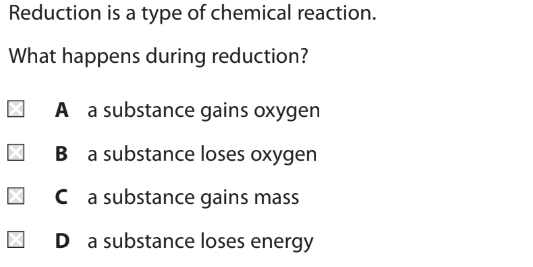 Reduction is a type of chemical reaction.
What happens during reduction?
A a substance gains oxygen
B a substance loses oxygen
C a substance gains mass
D a substance loses energy